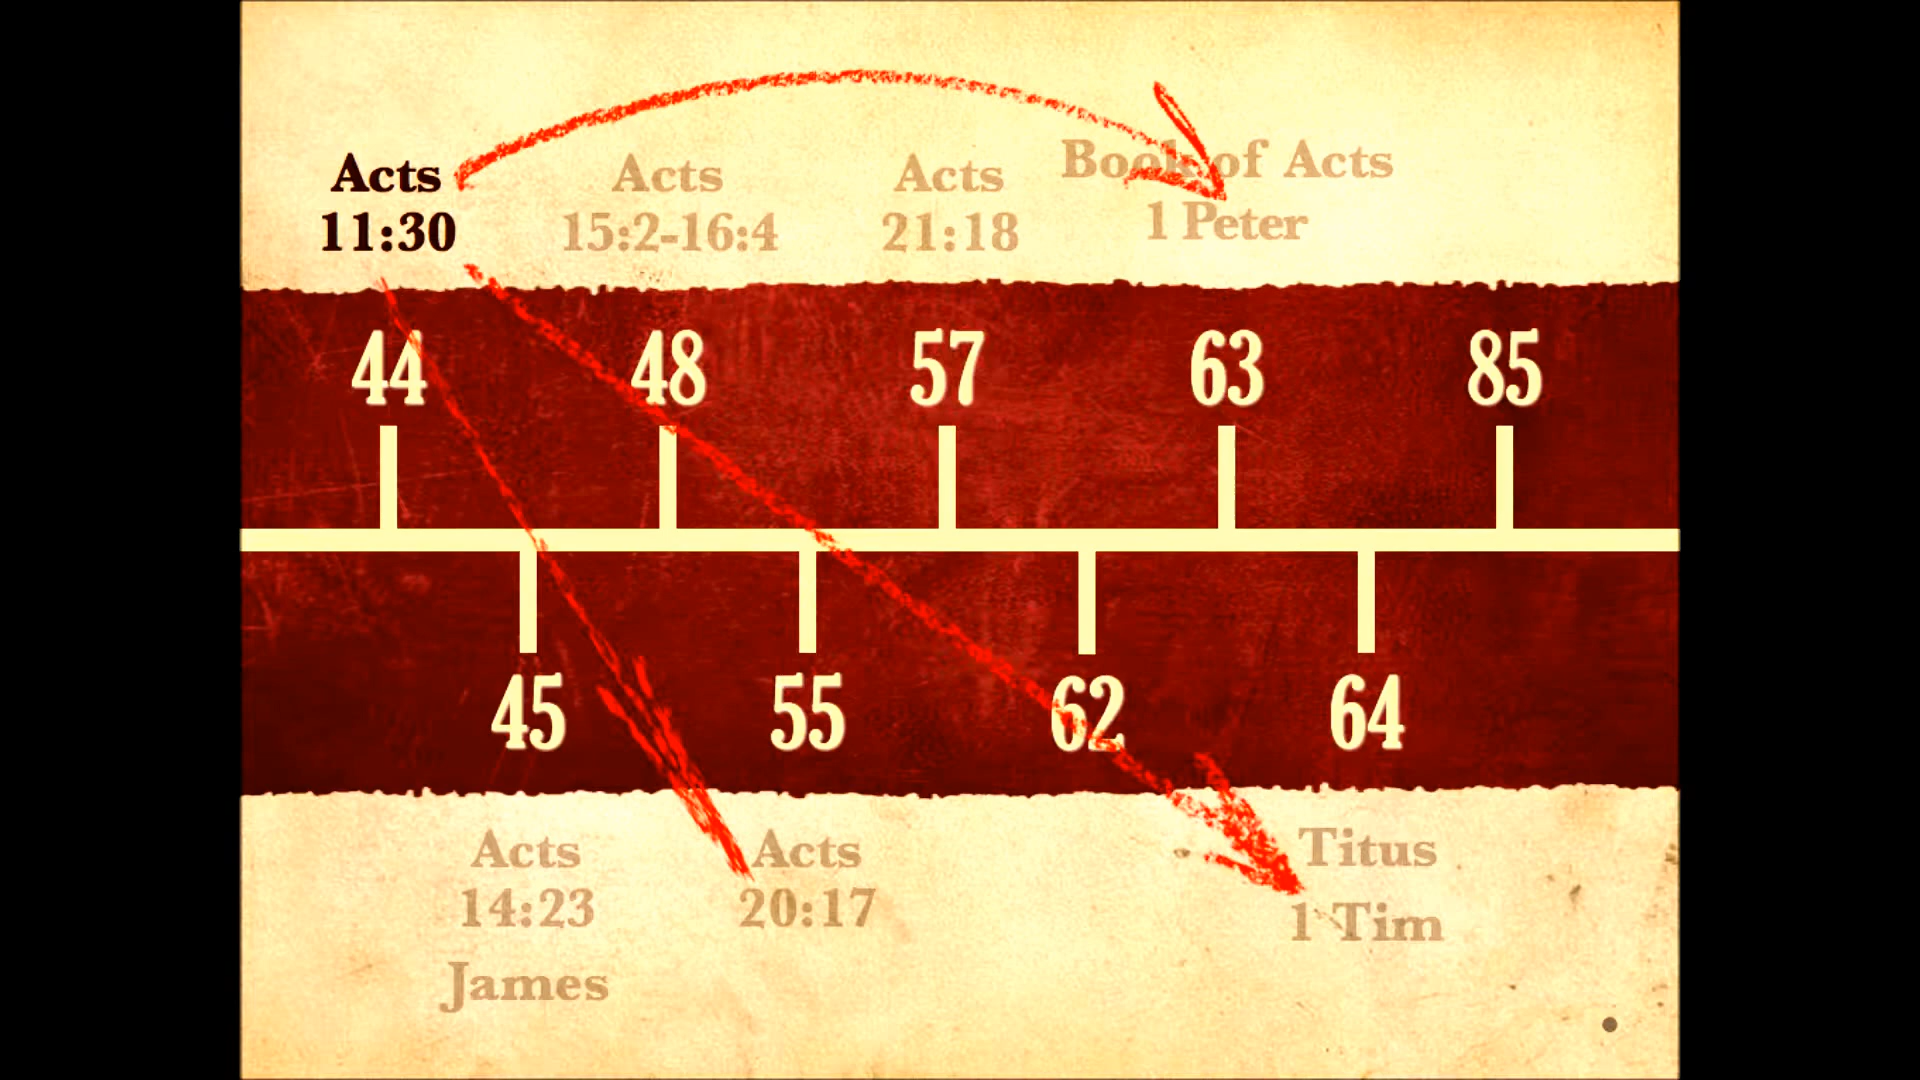 Acts
11:30
Acts
15:2-16:4
Acts
21:18
Book of Acts
1 Peter
44
48
57
63
85
45
55
62
64
Acts
14:23
James
Acts
20:17
Titus
1 Tim